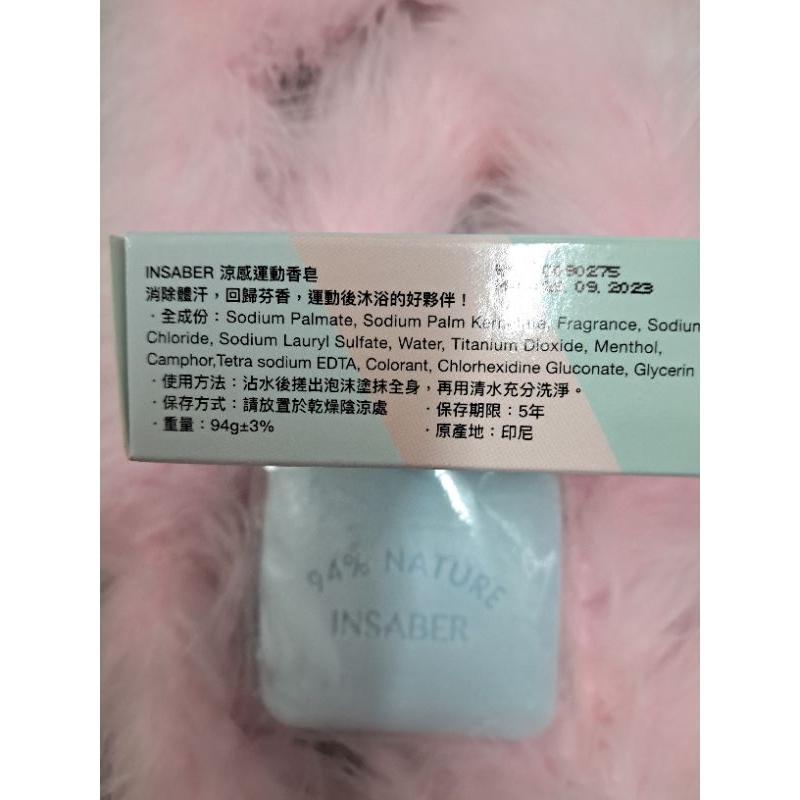 INSABER 涼感運動香皂
消除體汗，回歸芬香，運動後沐浴的好夥伴！
0090275
09. 2023
·全成份：Sodium Palmate, Sodium Palm Fragrance, Sodium
Chloride, Sodium Lauryl Sulfate, Water, Titanium Dioxide, Menthol,
Camphor,Tetra sodium EDTA, Colorant, Chlorhexidine Gluconate, Glycerin
·使用方法：沾水後搓出泡沫塗抹全身，再用清水充分洗淨。
·保存方式：請放置於乾燥陰涼處 ·保存期限：5年
·重量：94g±3% ·原產地：印尼
94% NATURE
INSABER